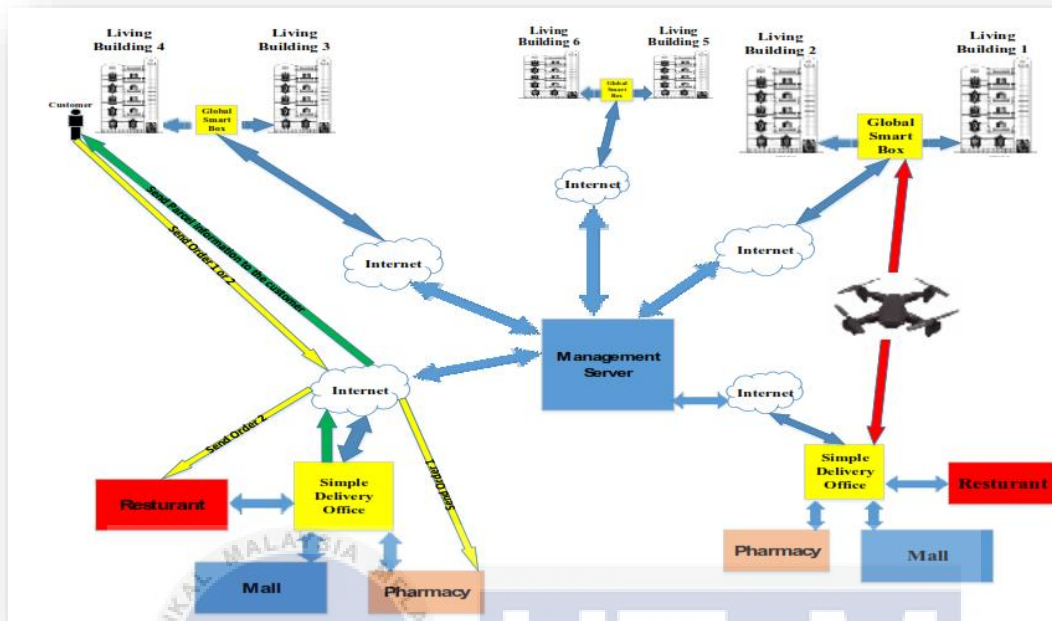 Living
Building 4
Living
Building 3
Living
Building 6
Living
Building 5
Living
Building 2
Living
Building 1
Customer
Global
Smart
Box
Global
Smart
Box
Global
Smart
Box
Internet
Internet
Internet
Send Parcel Information to the customer
Send Order 1 or 2
Management
Server
Internet
Internet
Send Order 2
Send Order 1
Resturant
Simple
Delivery
Office
Mall
Pharmacy
Simple
Delivery
Office
Resturant
Pharmacy
Mall
KAL MALAYSIA MELA